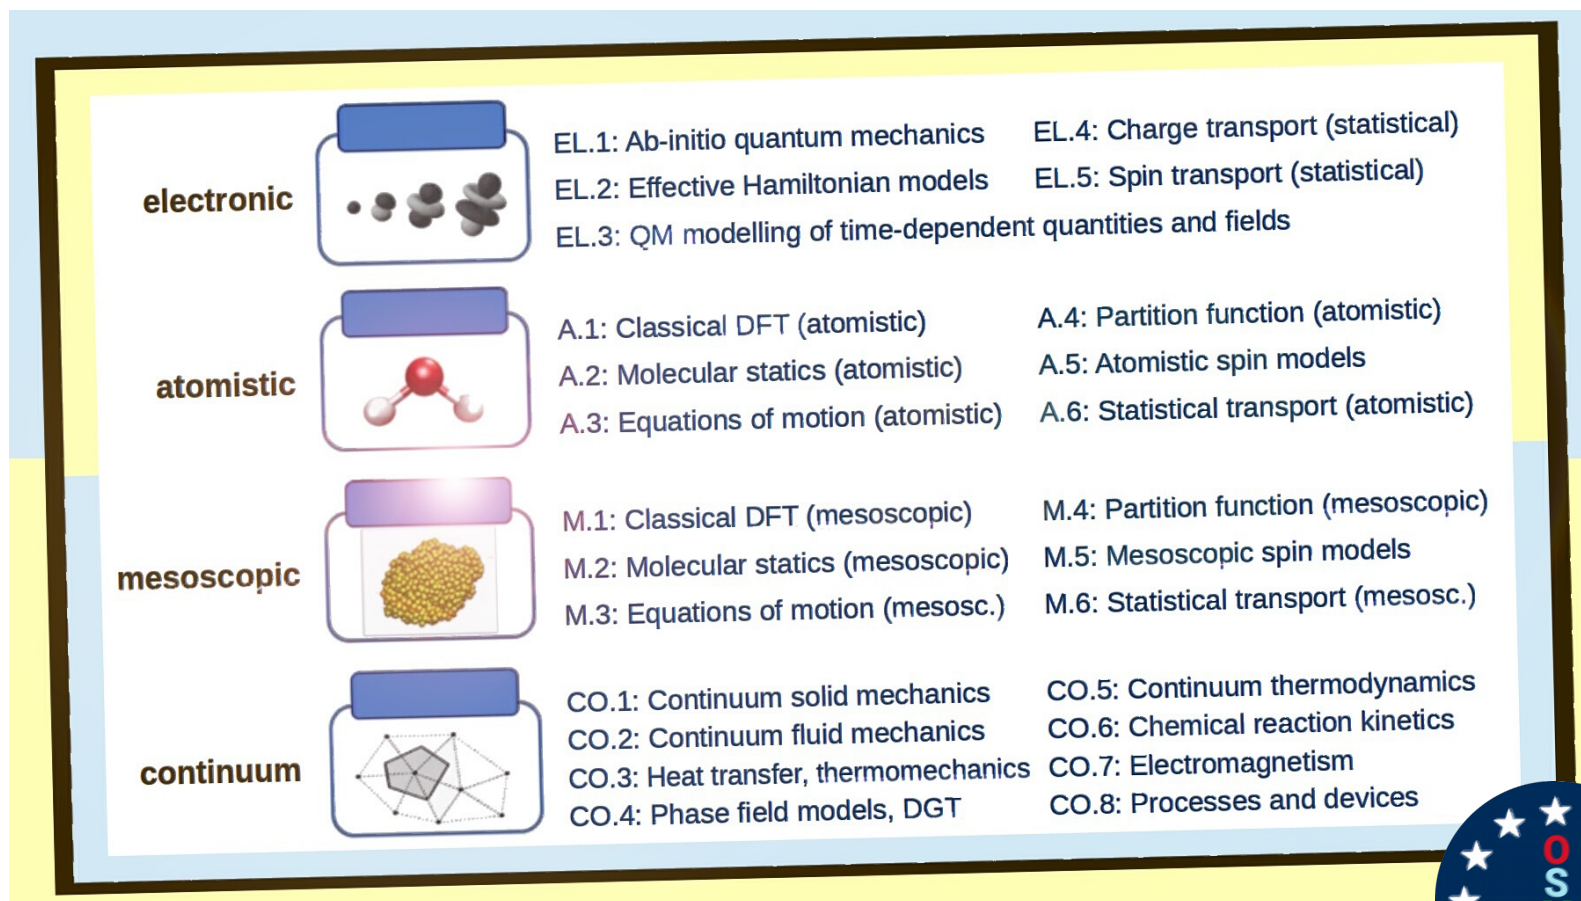 electronic
EL.1: Ab-initio quantum mechanics
EL.4: Charge transport (statistical)
EL.2: Effective Hamiltonian models
EL.5: Spin transport (statistical)
EL.3: QM modelling of time-dependent quantities and fields
atomistic
A.1: Classical DFT (atomistic)
A.4: Partition function (atomistic)
A.2: Molecular statics (atomistic)
A.5: Atomistic spin models
A.3: Equations of motion (atomistic)
A.6: Statistical transport (atomistic)
mesoscopic
M.1: Classical DFT (mesoscopic)
M.4: Partition function (mesoscopic)
M.2: Molecular statics (mesoscopic)
M.5: Mesoscopic spin models
M.3: Equations of motion (mesosc.)
M.6: Statistical transport (mesosc.)
continuum
CO.1: Continuum solid mechanics
CO.5: Continuum thermodynamics
CO.2: Continuum fluid mechanics
CO.6: Chemical reaction kinetics
CO.3: Heat transfer, thermomechanics
CO.7: Electromagnetism
CO.4: Phase field models, DGT
CO.8: Processes and devices
O
S